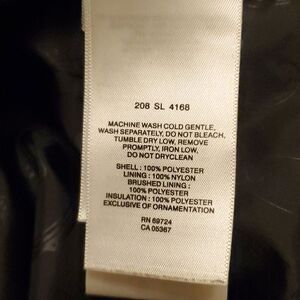 208 SL 4168
MACHINE WASH COLD GENTLE,
WASH SEPARATELY, DO NOT BLEACH,
TUMBLE DRY LOW, REMOVE
PROMPTLY, IRON LOW,
DO NOT DRYCLEAN
SHELL : 100% POLYESTER
LINING : 100% NYLON
BRUSHED LINING :
100% POLYESTER
INSULATION : 100% POLYESTER
EXCLUSIVE OF ORNAMENTATION
RN 69724
CA 05367